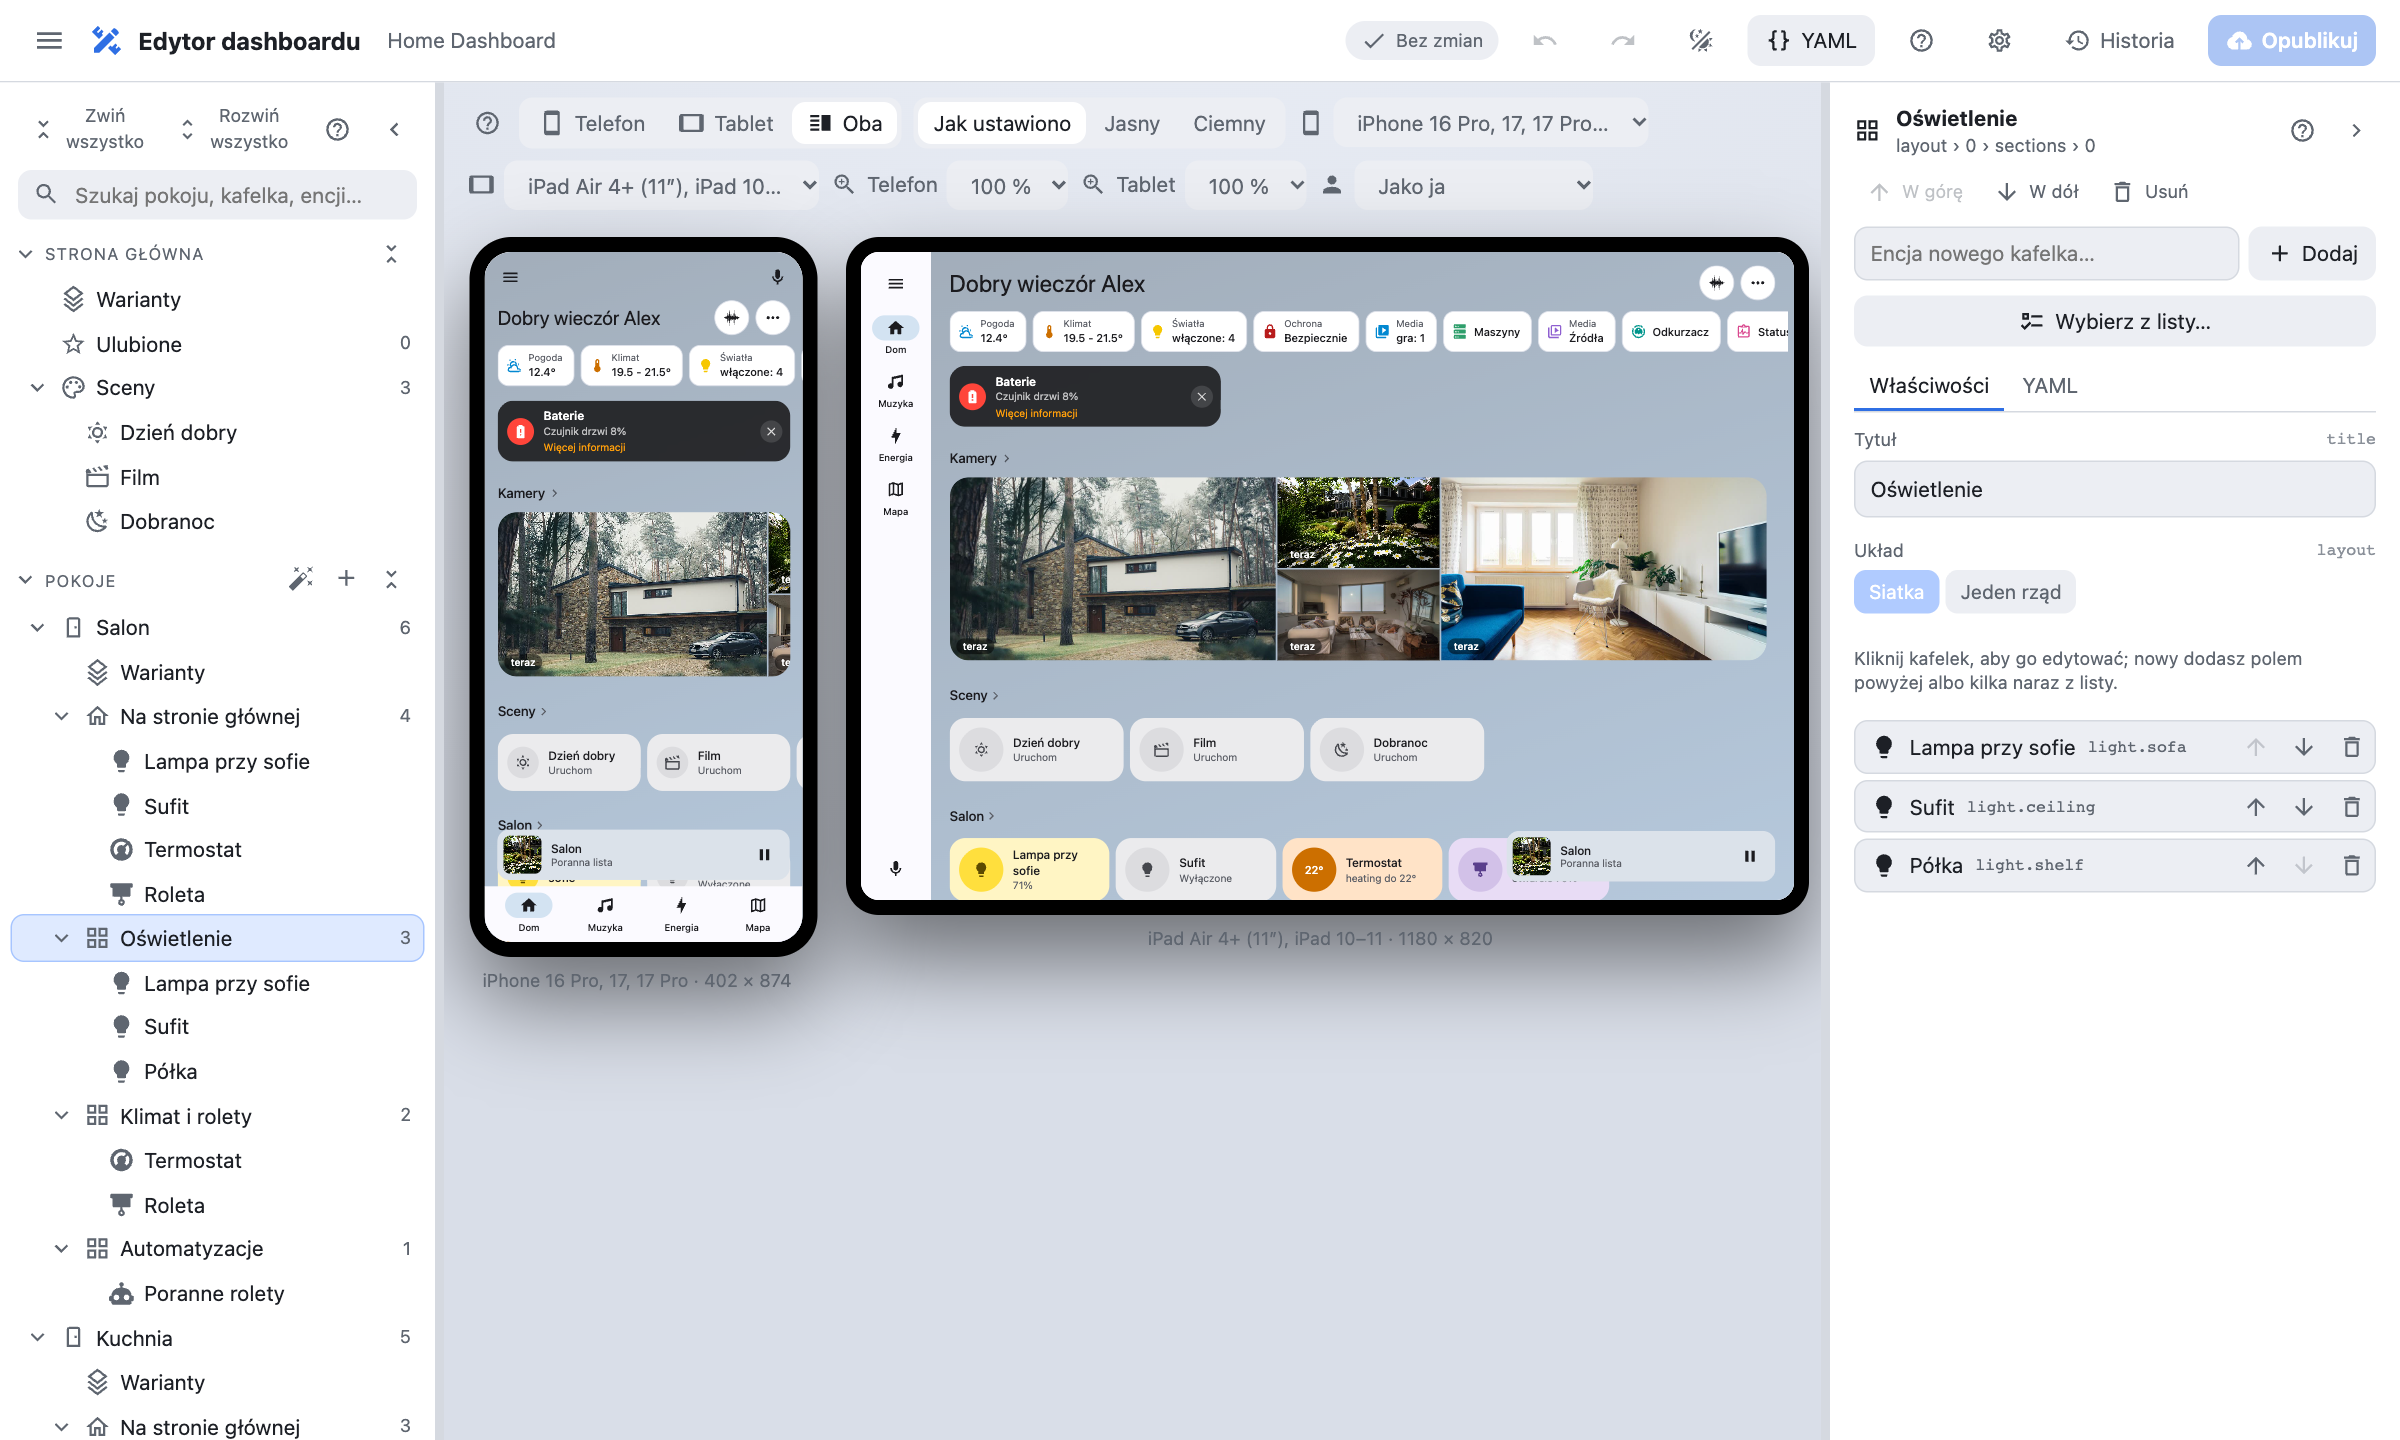 Edytor dashboardu
Home Dashboard
Bez zmian
YAML
Historia
Opublikuj
Zwiń wszystko
Rozwiń wszystko
Szukaj pokoju, kafelka, encji...
STRONA GŁÓWNA
Warianty
Ulubione 0
Sceny 3
Dzień dobry
Film
Dobranoc
POKOJE
Salon 6
Warianty
Na stronie głównej 4
Lampa przy sofie
Sufit
Termostat
Roleta
Oświetlenie 3
Lampa przy sofie
Sufit
Półka
Klimat i rolety 2
Termostat
Roleta
Automatyzacje 1
Poranne rolety
Kuchnia 5
Warianty
Na stronie głównej 3
Telefon
Tablet
Oba
Jak ustawiono
Jasny
Ciemny
iPhone 16 Pro, 17, 17 Pro...
iPad Air 4+ (11″), iPad 10...
Telefon
100 %
Tablet
100 %
Jako ja
Dobry wieczór Alex
Pogoda
12.4°
Klimat
19.5 - 21.5°
Światła
włączone: 4
Baterie
Czujnik drzwi 8%
Więcej informacji
Kamery
teraz
te
te
Sceny
Dzień dobry
Uruchom
Film
Uruchom
Salon
Salon
Poranna lista
sofie
Wyłączone
Dom
Muzyka
Energia
Mapa
iPhone 16 Pro, 17, 17 Pro · 402 × 874
Dom
Muzyka
Energia
Mapa
Dobry wieczór Alex
Pogoda
12.4°
Klimat
19.5 - 21.5°
Światła
włączone: 4
Ochrona
Bezpiecznie
Media
gra: 1
Maszyny
Media
Źródła
Odkurzacz
Status
Baterie
Czujnik drzwi 8%
Więcej informacji
Kamery
teraz
teraz
teraz
teraz
Sceny
Dzień dobry
Uruchom
Film
Uruchom
Dobranoc
Uruchom
Salon
Lampa przy
sofie
71%
Sufit
Wyłączone
22°
Termostat
heating do 22°
Salon
Poranna lista
iPad Air 4+ (11″), iPad 10–11 · 1180 × 820
Oświetlenie
layout › 0 › sections › 0
W górę
W dół
Usuń
Encja nowego kafelka...
Dodaj
Wybierz z listy...
Właściwości
YAML
Tytuł
title
Oświetlenie
Układ
layout
Siatka
Jeden rząd
Kliknij kafelek, aby go edytować; nowy dodasz polem
powyżej albo kilka naraz z listy.
Lampa przy sofie light.sofa
Sufit light.ceiling
Półka light.shelf